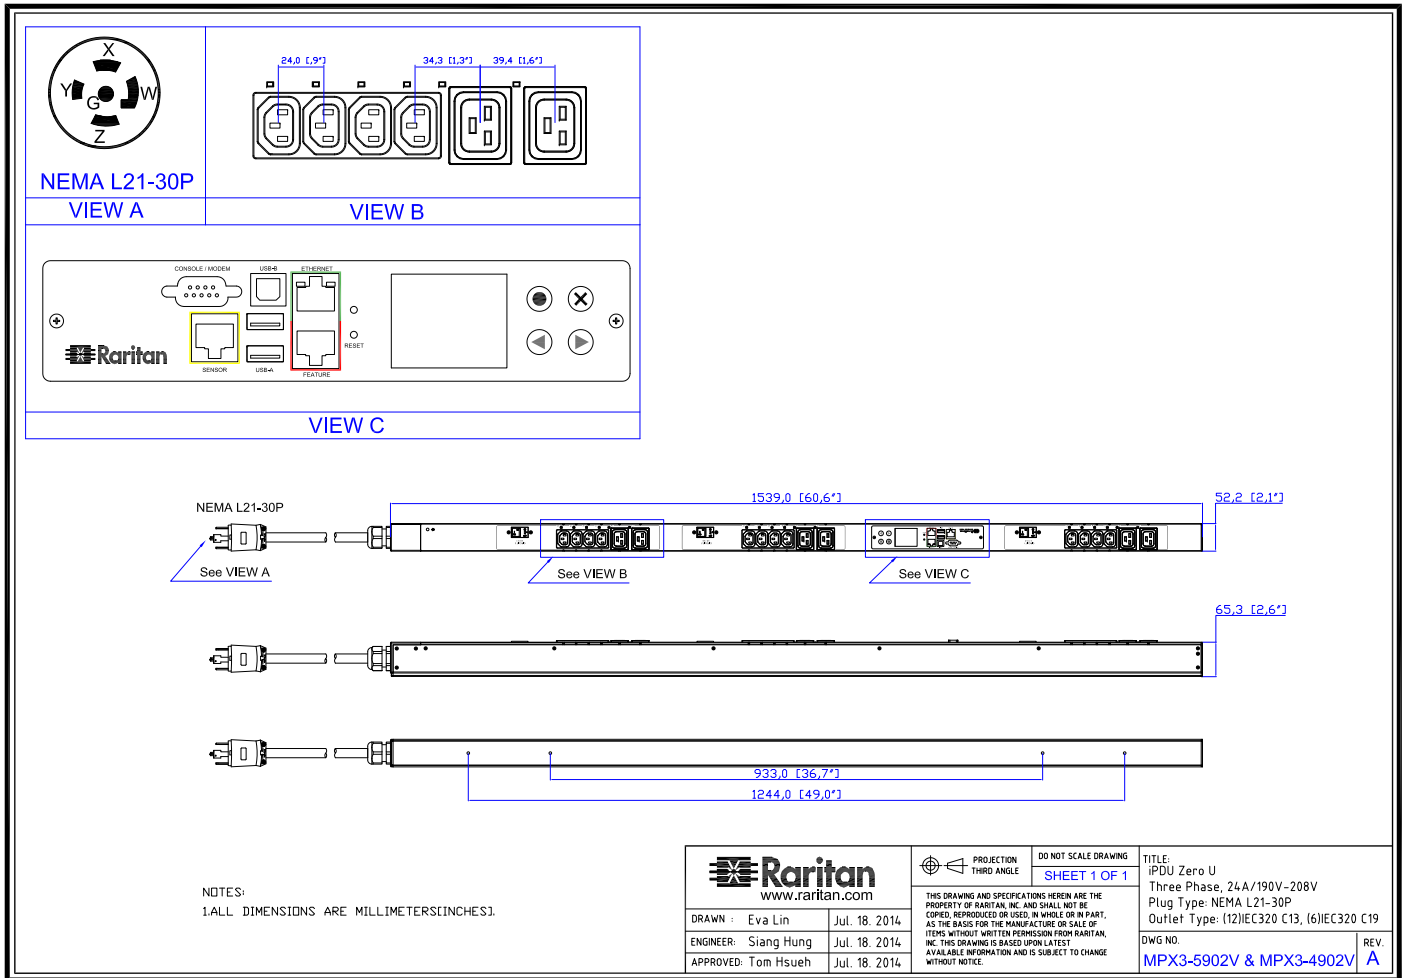 X
Y
G
W
Z
NEMA L21-30P
VIEW A
24,0 [,9"]
34,3 [1,3"]
39,4 [1,6"]
VIEW B
CONSOLE / MODEM
USB-B
ETHERNET
RESET
Raritan
SENSOR
USB-A
FEATURE
VIEW C
NEMA L21-30P
1539,0 [60,6"]
52,2 [2,1"]
See VIEW A
See VIEW B
See VIEW C
65,3 [2,6"]
933,0 [36,7"]
1244,0 [49,0"]
NOTES:
1.ALL DIMENSIONS ARE MILLIMETERS[INCHES].
Raritan
www.raritan.com
DRAWN : Eva Lin Jul. 18. 2014
ENGINEER: Siang Hung Jul. 18. 2014
APPROVED: Tom Hsueh Jul. 18. 2014
PROJECTION
THIRD ANGLE
DO NOT SCALE DRAWING
SHEET 1 OF 1
THIS DRAWING AND SPECIFICATIONS HEREIN ARE THE
PROPERTY OF RARITAN, INC. AND SHALL NOT BE
COPIED, REPRODUCED OR USED, IN WHOLE OR IN PART,
AS THE BASIS FOR THE MANUFACTURE OR SALE OF
ITEMS WITHOUT WRITTEN PERMISSION FROM RARITAN,
INC. THIS DRAWING IS BASED UPON LATEST
AVAILABLE INFORMATION AND IS SUBJECT TO CHANGE
WITHOUT NOTICE.
TITLE:
iPDU Zero U
Three Phase, 24A/190V-208V
Plug Type: NEMA L21-30P
Outlet Type: (12)IEC320 C13, (6)IEC320 C19
DWG NO.
MPX3-5902V & MPX3-4902V
REV.
A